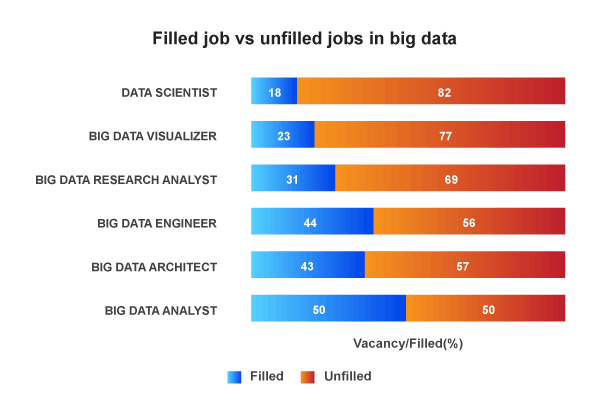 Filled job vs unfilled jobs in big data
DATA SCIENTIST 18 82
BIG DATA VISUALIZER 23 77
BIG DATA RESEARCH ANALYST 31 69
BIG DATA ENGINEER 44 56
BIG DATA ARCHITECT 43 57
BIG DATA ANALYST 50 50
Vacancy/Filled(%)
Filled Unfilled